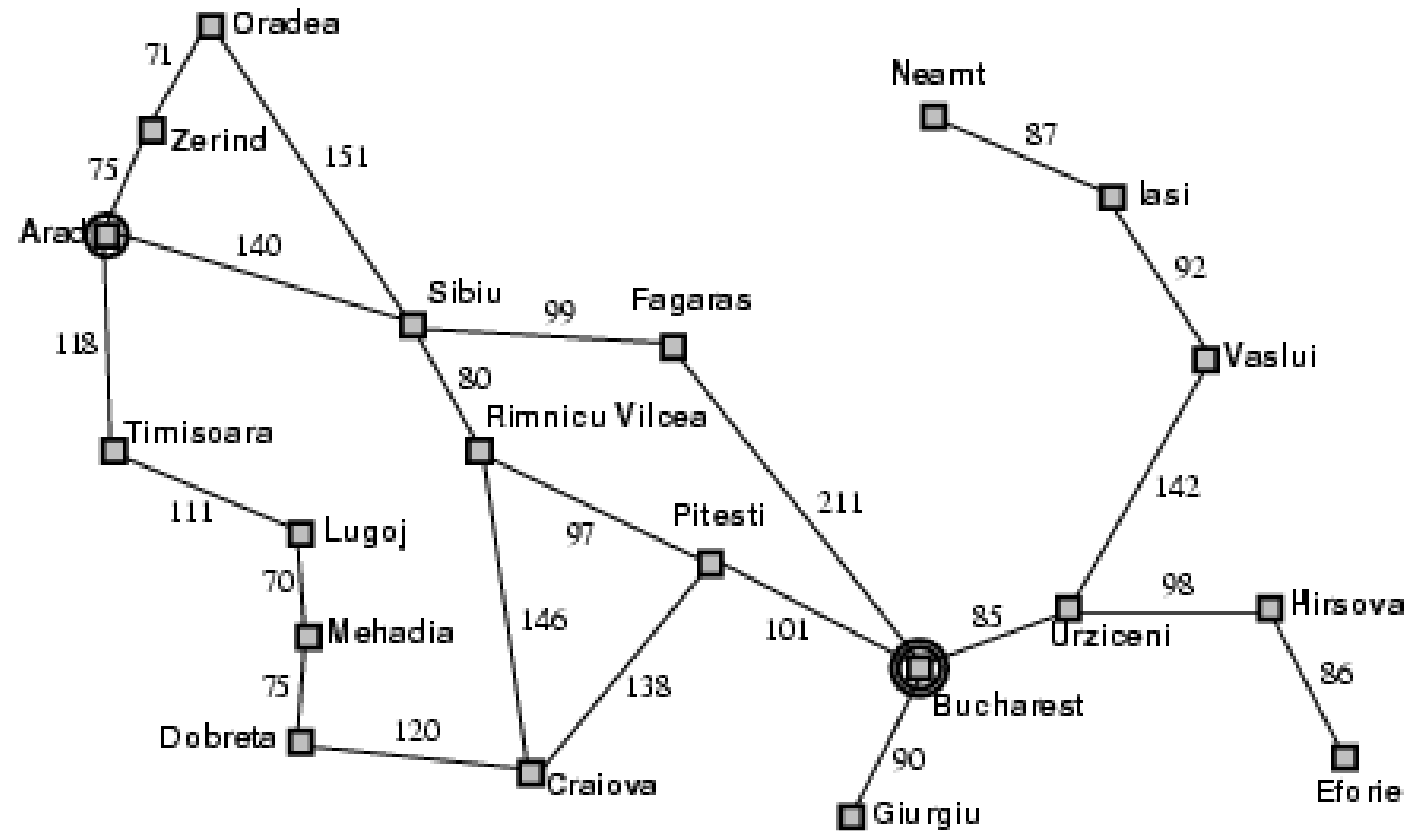 Oradea
71
Neamt
87
Zerind
151
75
Iasi
Arad
140
92
Sibiu
Fagaras
99
118
Vaslui
80
Rimnicu Vilcea
Timisoara
142
111
Lugoj
97
Pitesti
211
70
98
Hirsova
146
101
85
Mehadia
Urziceni
75
138
86
Bucharest
Dobreta
120
90
Craiova
Eforie
Giurgiu